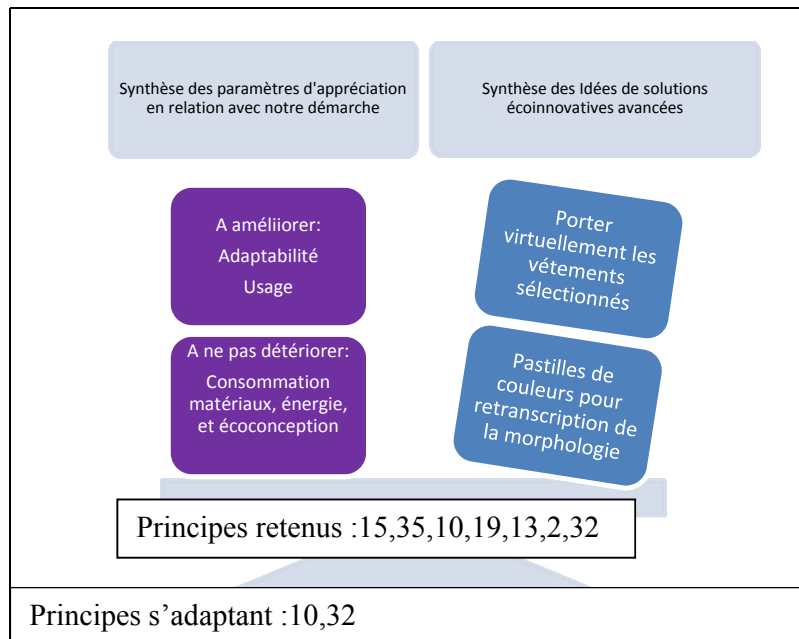 Synthèse des paramètres d'appréciation
en relation avec notre démarche
Synthèse des Idées de solutions
écoinnovatives avancées
A améliiorer:
Adaptabilité
Usage
A ne pas détériorer:
Consommation
matériaux, énergie,
et écoconception
Porter
virtuellement les
vétements
sélectionnés
Pastilles de
couleurs pour
retranscription de
la morphologie
Principes retenus :15,35,10,19,13,2,32
Principes s’adaptant :10,32